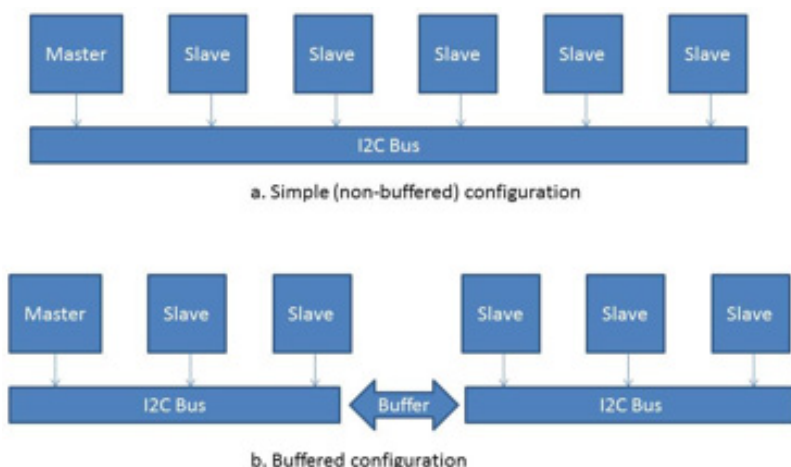 Master Slave Slave Slave Slave Slave
I2C Bus
a. Simple (non-buffered) configuration
Master Slave Slave Slave Slave Slave
I2C Bus Buffer I2C Bus
b. Buffered configuration